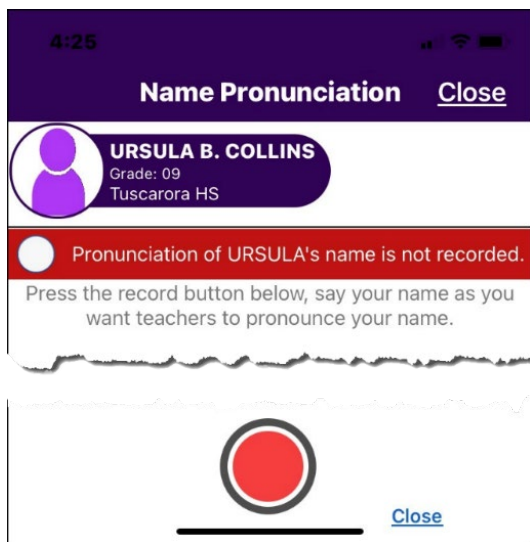 4:25
Name Pronunciation Close
URSULA B. COLLINS
Grade: 09
Tuscarora HS
Pronunciation of URSULA's name is not recorded.
Press the record button below, say your name as you
want teachers to pronounce your name.
Close